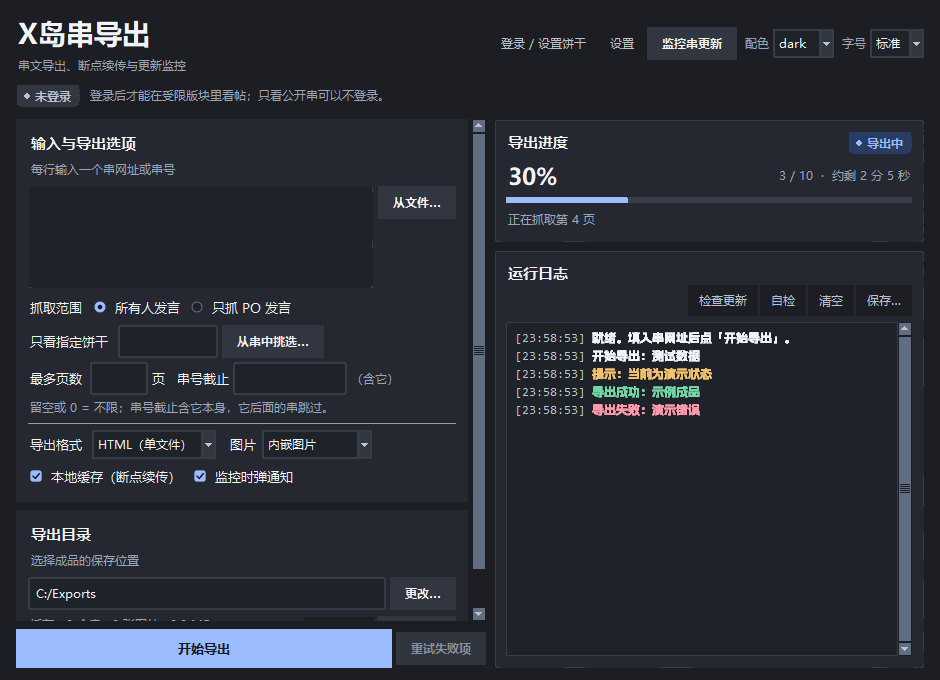 X岛串导出
串文导出、断点续传与更新监控
登录 / 设置饼干 设置 监控串更新 配色 dark 字号 标准
未登录 登录后才能在受限版块里看帖；只看公开串可以不登录。
输入与导出选项
每行输入一个串网址或串号
从文件...
抓取范围 所有人发言 只抓 PO 发言
只看指定饼干 从串中挑选...
最多页数 页 串号截止 （含它）
留空或 0 = 不限；串号截止含它本身，它后面的串跳过。
导出格式 HTML（单文件） 图片 内嵌图片
本地缓存（断点续传） 监控时弹通知
导出目录
选择成品的保存位置
C:/Exports 更改...
开始导出 重试失败项
导出进度 导出中
30% 3 / 10 · 约剩 2 分 5 秒
正在抓取第 4 页
运行日志
检查更新 自检 清空 保存...
[23:58:53] 就绪。填入串网址后点「开始导出」。
[23:58:53] 开始导出：测试数据
[23:58:53] 提示：当前为演示状态
[23:58:53] 导出成功：示例成品
[23:58:53] 导出失败：演示错误